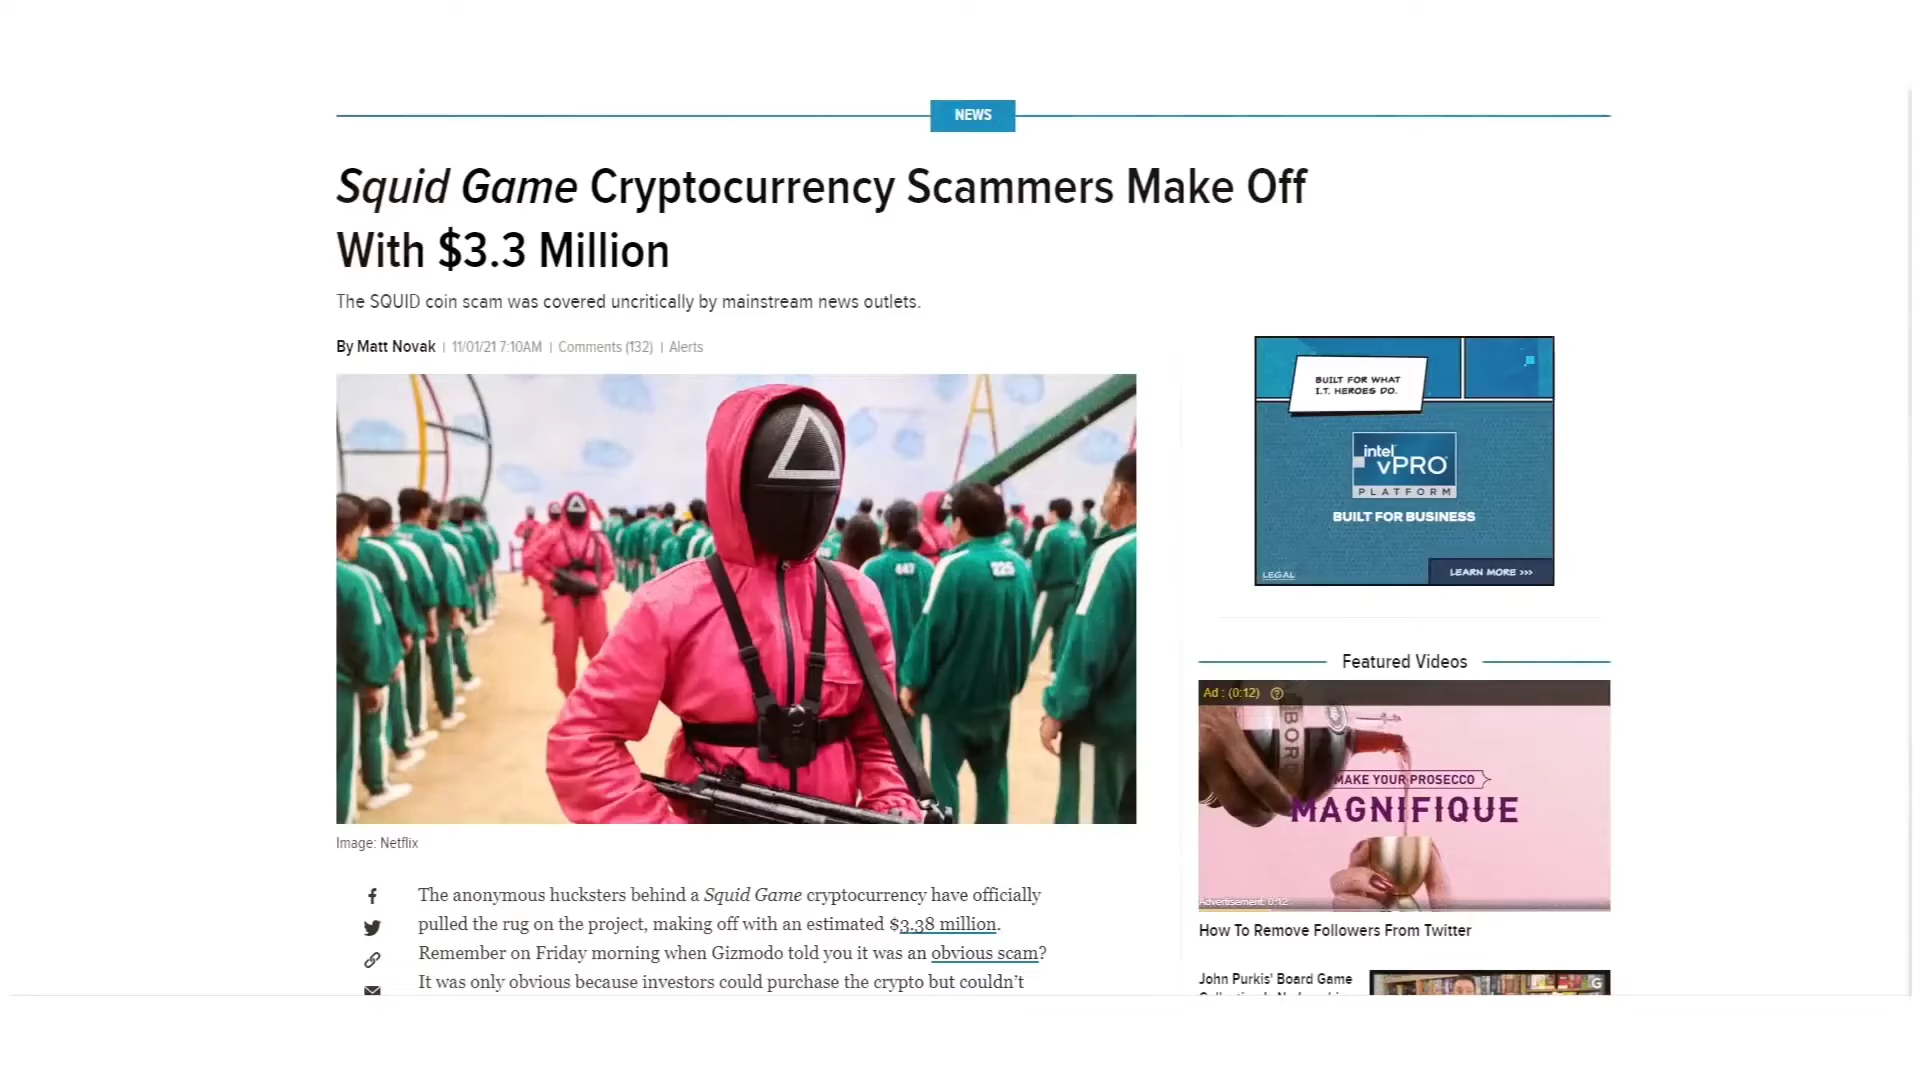 NEWS
Squid Game Cryptocurrency Scammers Make Off
With $3.3 Million
The SQUID coin scam was covered uncritically by mainstream news outlets.
By Matt Novak | 11/01/21 7:10AM | Comments (132) | Alerts
447
225
Image: Netflix
The anonymous hucksters behind a Squid Game cryptocurrency have officially
pulled the rug on the project, making off with an estimated $3.38 million.
Remember on Friday morning when Gizmodo told you it was an obvious scam?
It was only obvious because investors could purchase the crypto but couldn't
BUILT FOR WHAT
I.T. HEROES DO.
intel
vPRO
PLATFORM
BUILT FOR BUSINESS
LEGAL
LEARN MORE >>>
Featured Videos
Ad : (0:12)
BORD
MAKE YOUR PROSECCO
MAGNIFIQUE
Advertisement: 0:12
How To Remove Followers From Twitter
John Purkis' Board Game
G